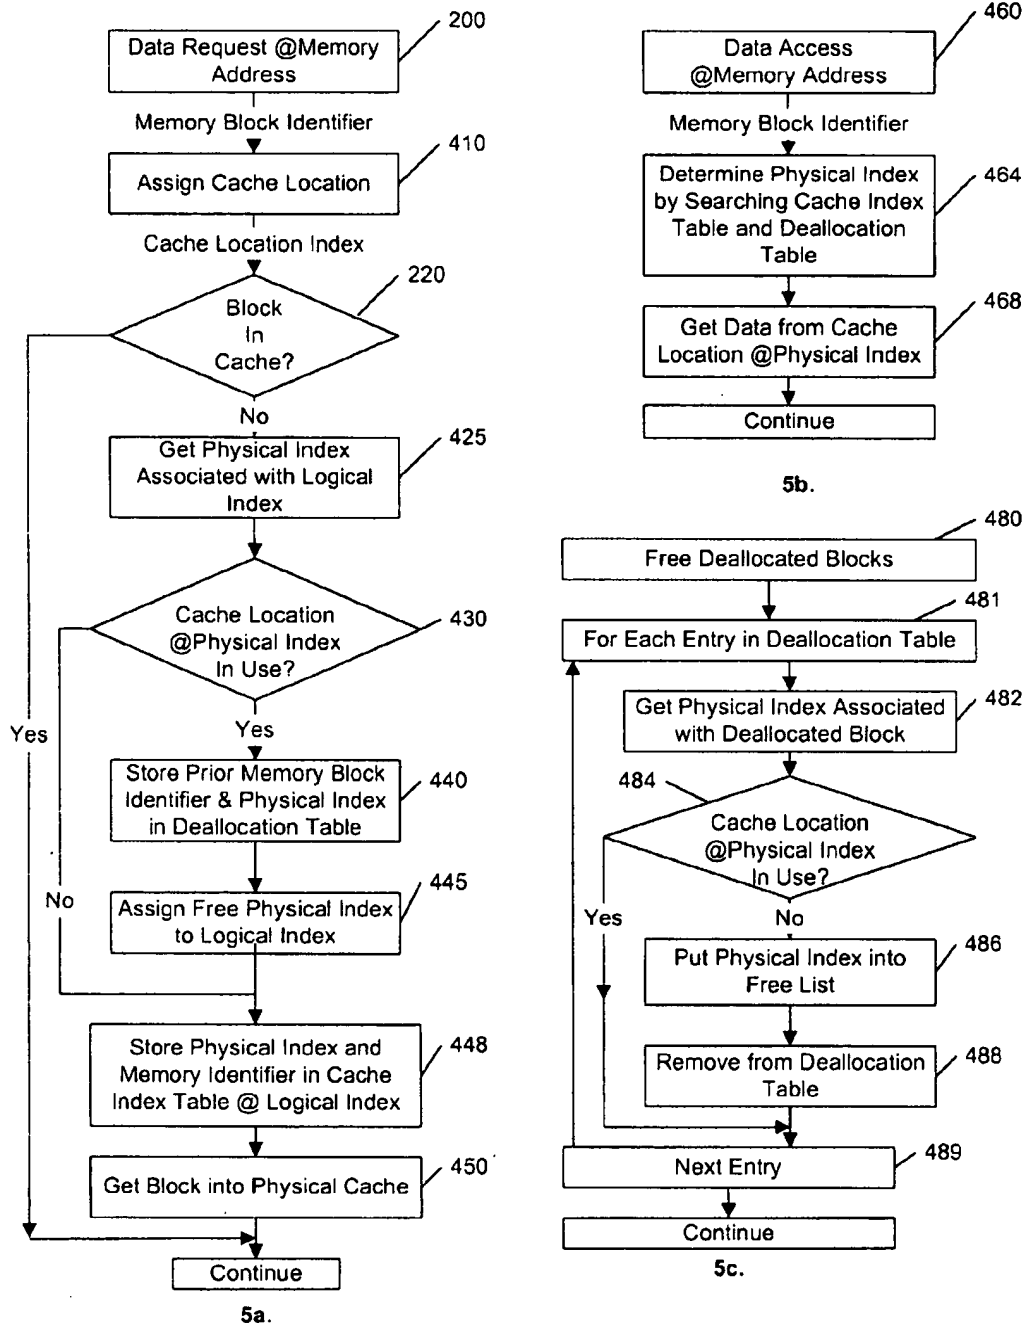 200
Data Request @Memory
Address
Memory Block Identifier
410
Assign Cache Location
Cache Location Index
220
Block
In
Cache?
No
425
Get Physical Index
Associated with Logical
Index
Cache Location
@Physical Index
In Use?
430
Yes
Yes
Store Prior Memory Block
Identifier & Physical Index
in Deallocation Table
440
No
445
Assign Free Physical Index
to Logical Index
Store Physical Index and
Memory Identifier in Cache
Index Table @ Logical Index
448
Get Block into Physical Cache
450
Continue
5a.
460
Data Access
@Memory Address
Memory Block Identifier
Determine Physical Index
by Searching Cache Index
Table and Deallocation
Table
464
468
Get Data from Cache
Location @Physical Index
Continue
5b.
480
Free Deallocated Blocks
481
For Each Entry in Deallocation Table
Get Physical Index Associated
with Deallocated Block
482
484
Cache Location
@Physical Index
In Use?
Yes
No
Put Physical Index into
Free List
486
Remove from Deallocation
Table
488
Next Entry
489
Continue
5c.